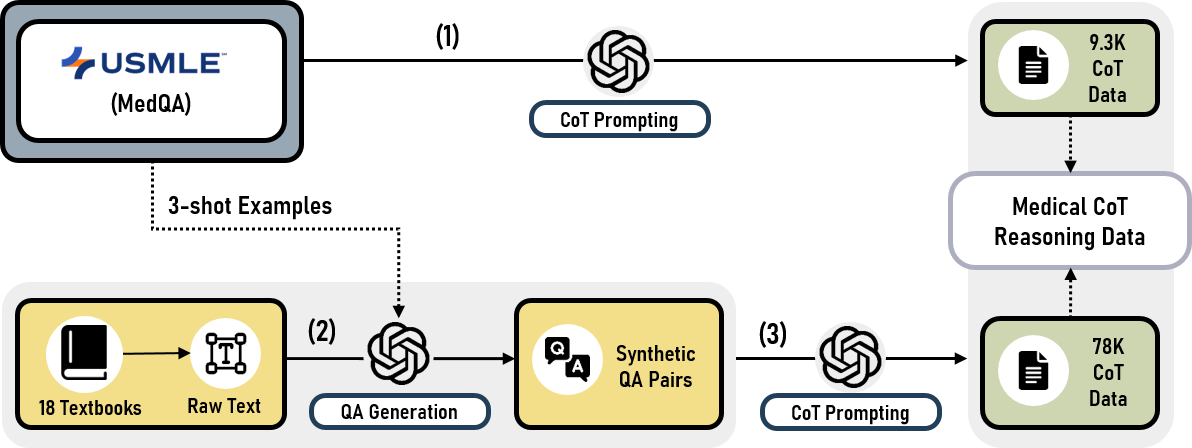 (1)
USMLE
(MedQA)
CoT Prompting
9.3K
CoT
Data
3-shot Examples
Medical CoT
Reasoning Data
(2)
T
18 Textbooks
Raw Text
QA Generation
Q
A
Synthetic
QA Pairs
(3)
CoT Prompting
78K
CoT
Data